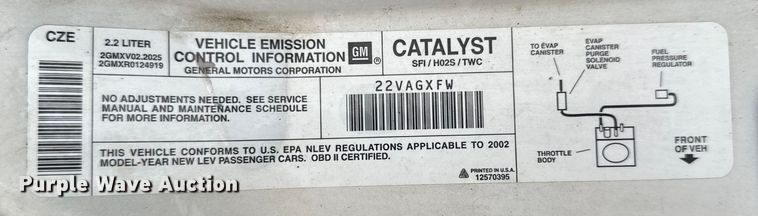 CZE
2.2 LITER
2GMXV02.2025
2GMXR0124919
VEHICLE EMISSION
CONTROL INFORMATION
GENERAL MOTORS CORPORATION
GM ®
CATALYST
SFI / HO2S / TWC
NO ADJUSTMENTS NEEDED. SEE SERVICE
MANUAL AND MAINTENANCE SCHEDULE
FOR MORE INFORMATION.
22VAGXFW
THIS VEHICLE CONFORMS TO U.S. EPA NLEV REGULATIONS APPLICABLE TO 2002
MODEL-YEAR NEW LEV PASSENGER CARS. OBD II CERTIFIED.
PRINTED IN U.S.A.
12570395
TO ÉVAP
CANISTER
EVAP
CANISTER
PURGE
SOLENOID
VALVE
FUEL
PRESSURE
REGULATOR
THROTTLE
BODY
FRONT
OF VEH
Purple Wave Auction